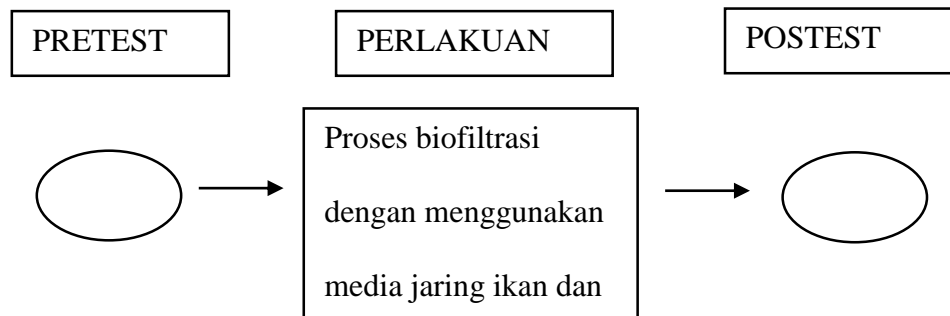 PRETEST
PERLAKUAN
POSTEST
Proses biofiltrasi
dengan menggunakan
media jaring ikan dan